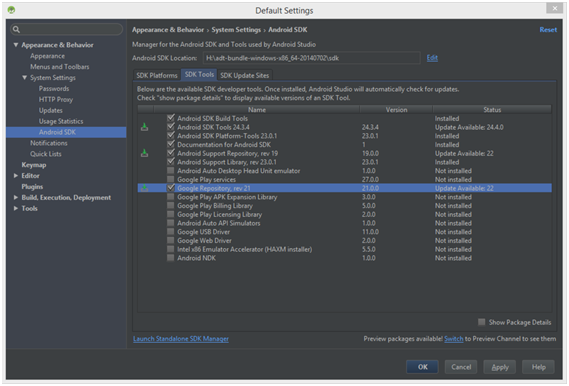 Default Settings
Appearance & Behavior › System Settings › Android SDK
Reset
Manager for the Android SDK and Tools used by Android Studio
Android SDK Location:
H:\adt-bundle-windows-x86_64-20140702\sdk
Edit
Appearance & Behavior
Appearance
Menus and Toolbars
System Settings
Passwords
HTTP Proxy
Updates
Usage Statistics
Android SDK
Notifications
Quick Lists
Keymap
Editor
Plugins
Build, Execution, Deployment
Tools
SDK Platforms SDK Tools SDK Update Sites
Below are the available SDK developer tools. Once installed, Android Studio will automatically check for updates.
Check "show package details" to display available versions of an SDK Tool.
Name Version Status
Android SDK Build Tools Installed
Android SDK Tools 24.3.4 24.3.4 Update Available: 24.4.0
Android SDK Platform-Tools 23.0.1 23.0.1 Installed
Documentation for Android SDK 1 Installed
Android Support Repository, rev 19 19.0.0 Update Available: 22
Android Support Library, rev 23.0.1 23.0.1 Installed
Android Auto Desktop Head Unit emulator 1.0.0 Not installed
Google Play services 27.0.0 Not installed
Google Repository, rev 21 21.0.0 Update Available: 22
Google Play APK Expansion Library 3.0.0 Not installed
Google Play Billing Library 5.0.0 Not installed
Google Play Licensing Library 2.0.0 Not installed
Android Auto API Simulators 1.0.0 Not installed
Google USB Driver 11.0.0 Not installed
Google Web Driver 2.0.0 Not installed
Intel x86 Emulator Accelerator (HAXM installer) 5.5.0 Not installed
Android NDK 1.0.0 Not installed
Show Package Details
Launch Standalone SDK Manager
Preview packages available! Switch to Preview Channel to see them
OK Cancel Apply Help